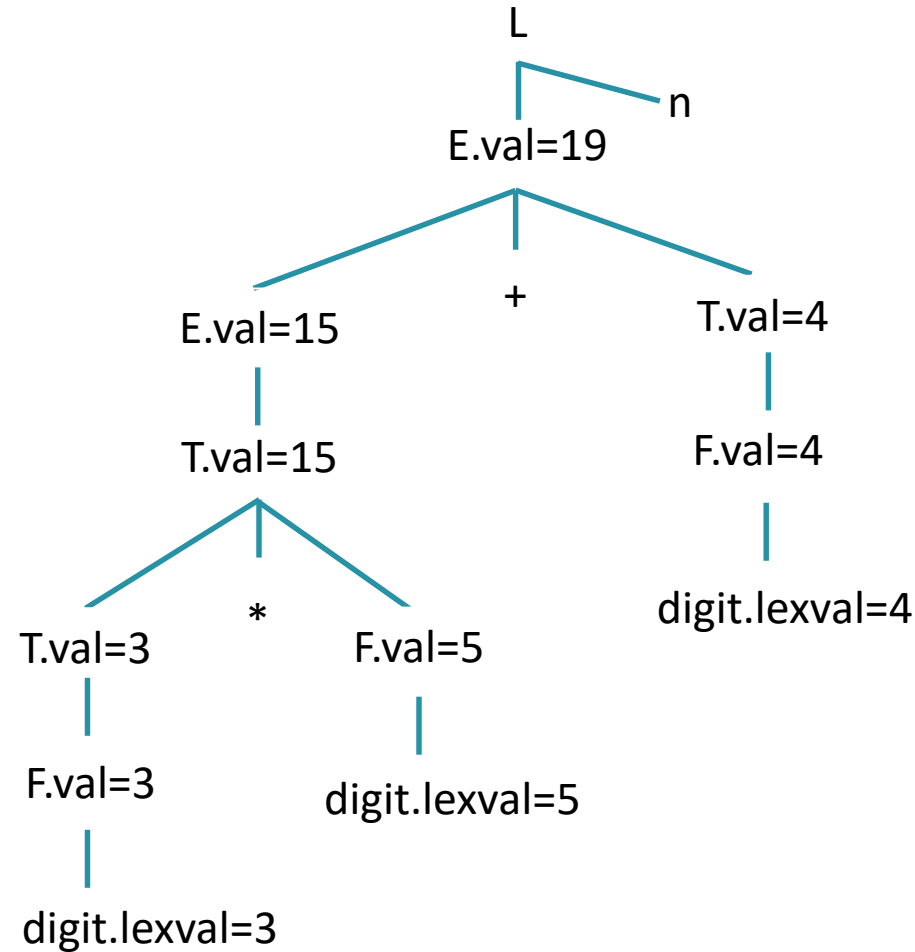 L
n
E.val=19
+
E.val=15
T.val=4
T.val=15
F.val=4
*
digit.lexval=4
T.val=3
F.val=5
F.val=3
digit.lexval=5
digit.lexval=3